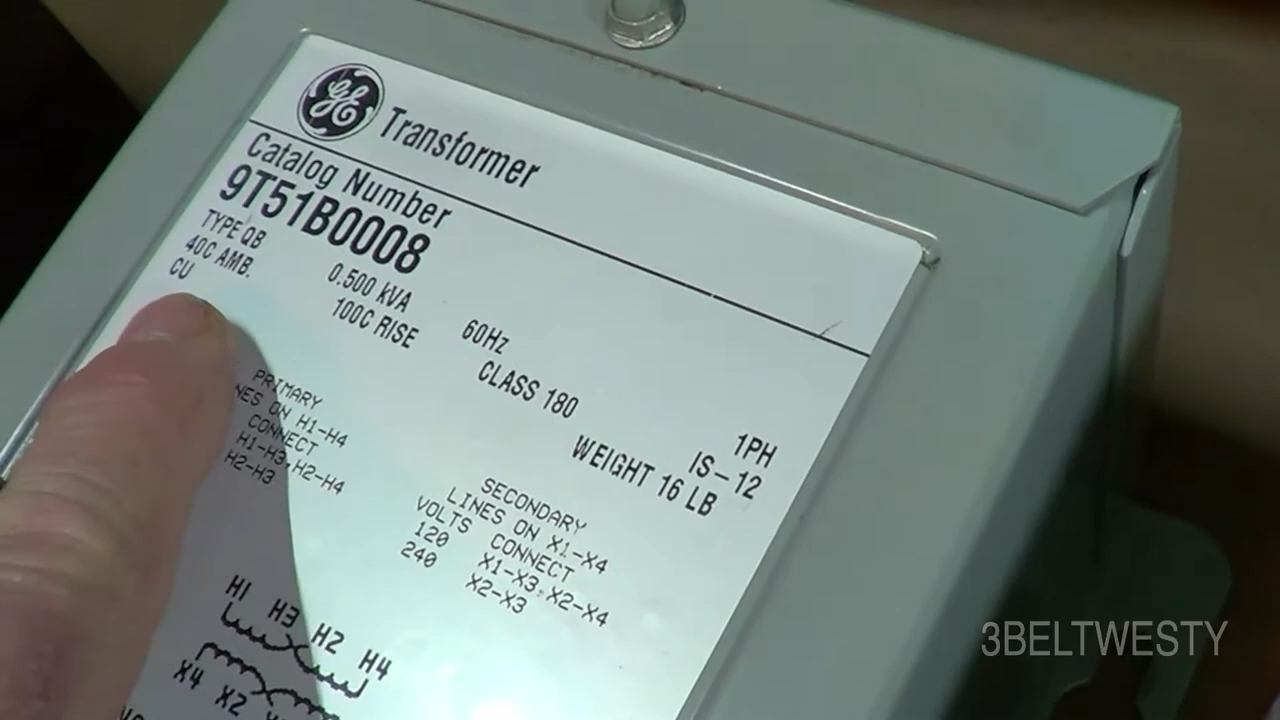 GE Transformer
Catalog Number
9T51B0008
TYPE QB 0.500 kVA 60Hz 1PH
40C AMB. 100C RISE CLASS 180 IS-12
CU WEIGHT 16 LB
PRIMARY
LINES ON H1-H4
CONNECT
H1-H3,H2-H4
H2-H3
SECONDARY
LINES ON X1-X4
VOLTS CONNECT
120 X1-X3,X2-X4
240 X2-X3
H1 H3 H2 H4
X4 X2
3BELTWESTY